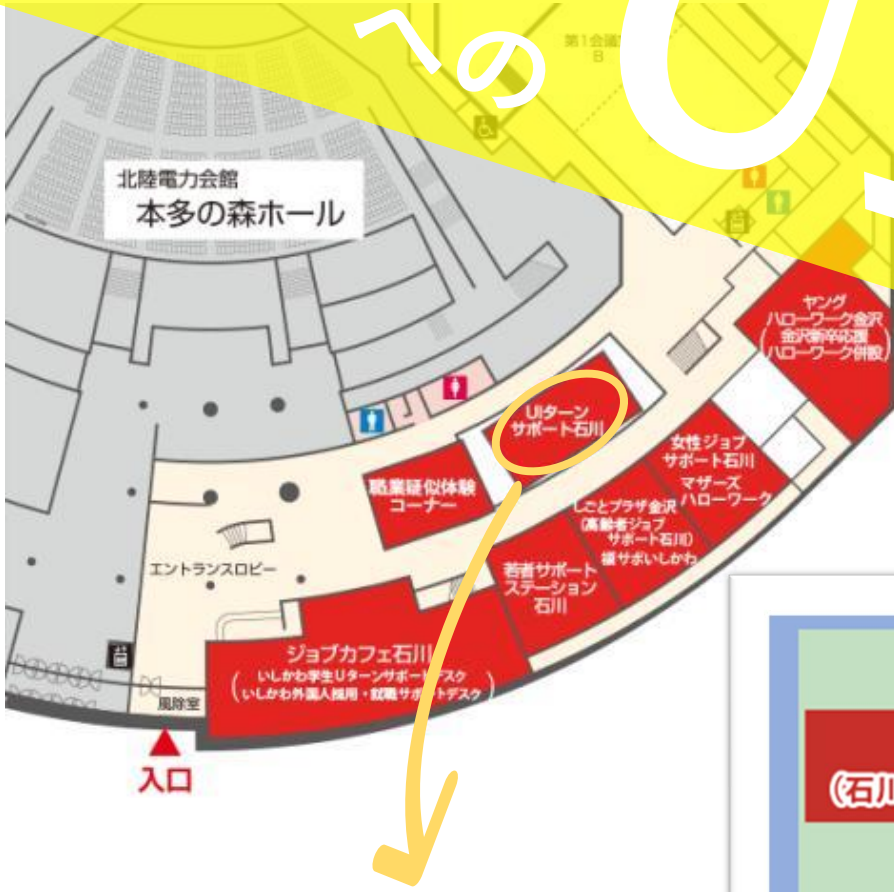 への
第1会議室
B
北陸電力会館
本多の森ホール
ヤング
ハローワーク金沢
(金沢新卒応援
ハローワーク併設)
UIターン
サポート石川
女性ジョブ
サポート石川
マザーズ
ハローワーク
職業疑似体験
コーナー
しごとプラザ金沢
(高齢者ジョブ
サポート石川)
援サポいしかわ
若者サポート
ステーション
石川
エントランスロビー
ジョブカフェ石川
(いしかわ学生Uターンサポートデスク
いしかわ外国人採用・就職サポートデスク)
風除室
入口
(石川